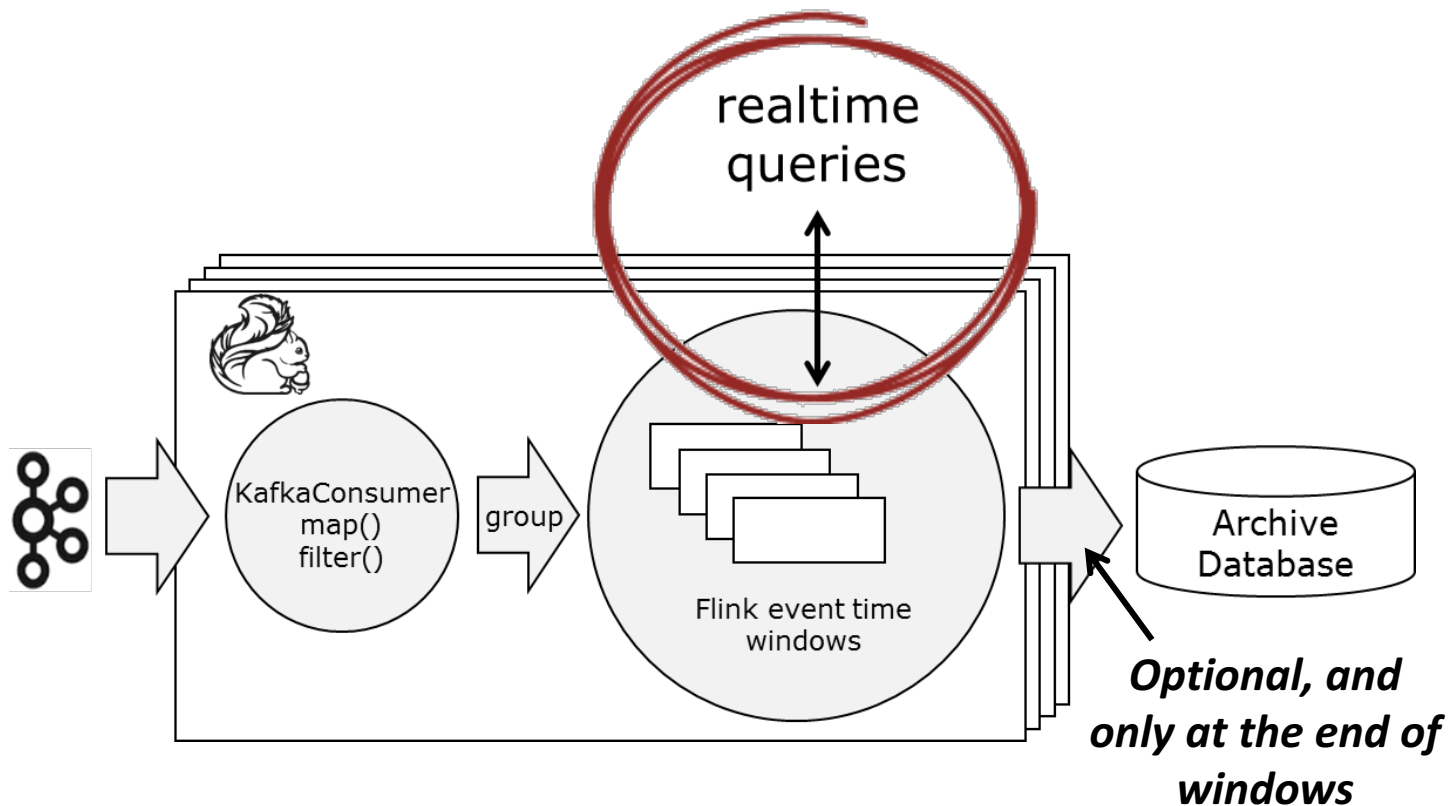 realtime
queries
KafkaConsumer
map()
filter()
group
Flink event time
windows
Archive
Database
Optional, and
only at the end of
windows